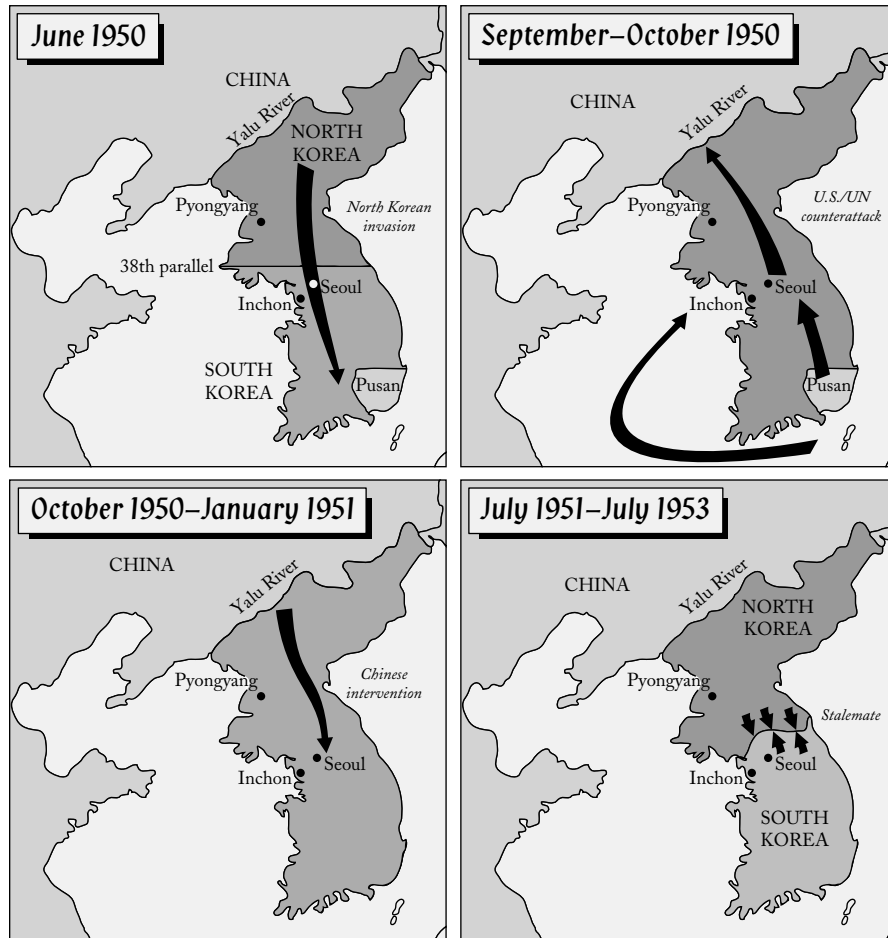 June 1950
CHINA
Yalu River
NORTH
KOREA
Pyongyang
North Korean
invasion
38th parallel
Seoul
Inchon
SOUTH
KOREA
Pusan
September–October 1950
CHINA
Yalu River
Pyongyang
U.S./UN
counterattack
Seoul
Inchon
Pusan
October 1950–January 1951
CHINA
Yalu River
Pyongyang
Chinese
intervention
Seoul
Inchon
July 1951–July 1953
CHINA
Yalu River
NORTH
KOREA
Pyongyang
Stalemate
Seoul
Inchon
SOUTH
KOREA